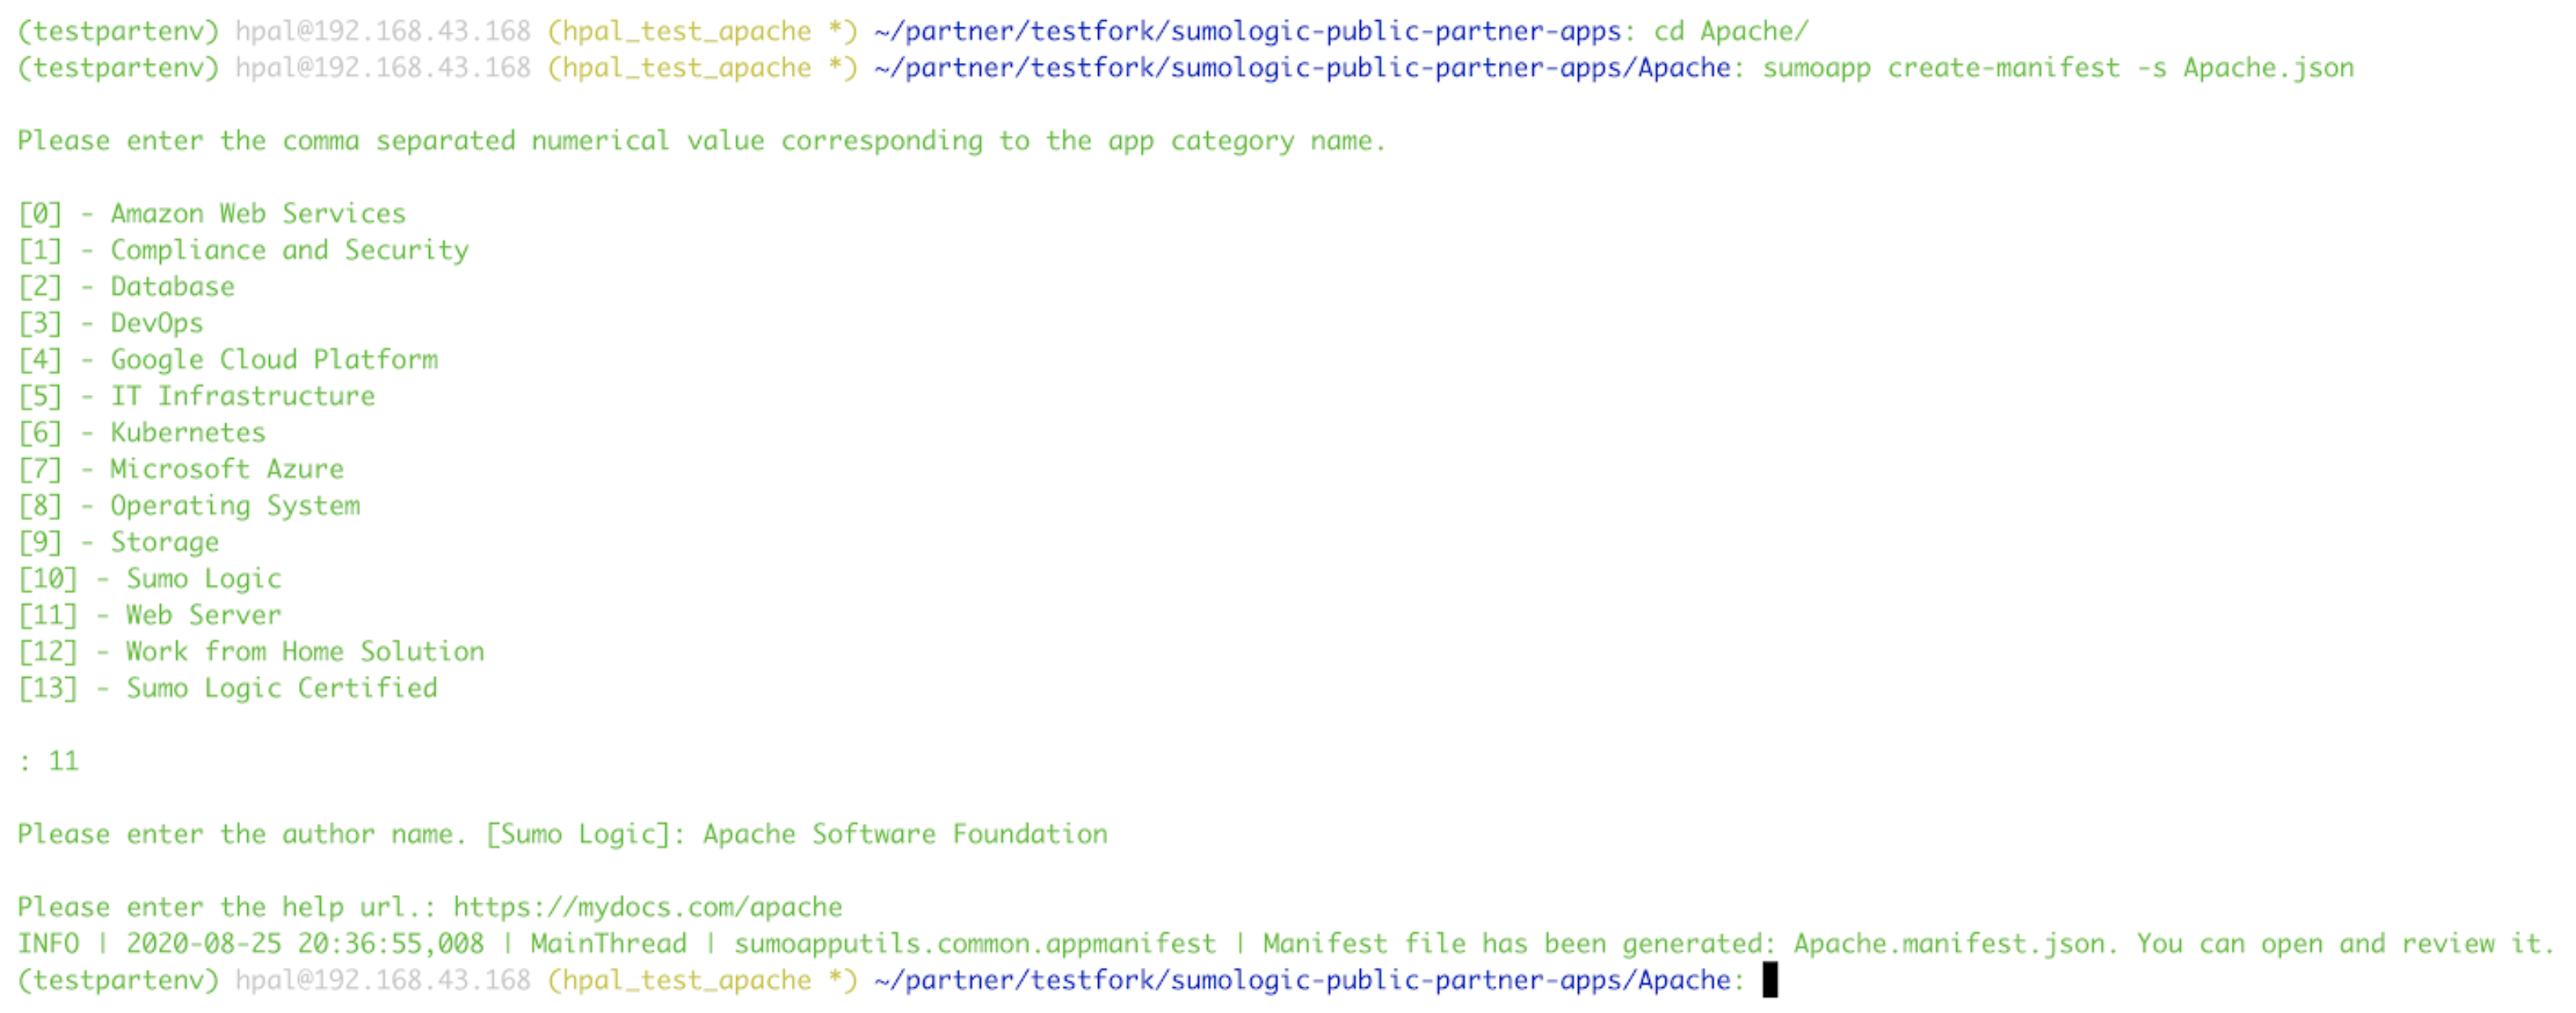 (testpartenv) hpal@192.168.43.168 (hpal_test_apache *) ~/partner/testfork/sumologic-public-partner-apps: cd Apache/
(testpartenv) hpal@192.168.43.168 (hpal_test_apache *) ~/partner/testfork/sumologic-public-partner-apps/Apache: sumoapp create-manifest -s Apache.json
Please enter the comma separated numerical value corresponding to the app category name.
[0] - Amazon Web Services
[1] - Compliance and Security
[2] - Database
[3] - DevOps
[4] - Google Cloud Platform
[5] - IT Infrastructure
[6] - Kubernetes
[7] - Microsoft Azure
[8] - Operating System
[9] - Storage
[10] - Sumo Logic
[11] - Web Server
[12] - Work from Home Solution
[13] - Sumo Logic Certified
: 11
Please enter the author name. [Sumo Logic]: Apache Software Foundation
Please enter the help url.: https://mydocs.com/apache
INFO | 2020-08-25 20:36:55,008 | MainThread | sumoapputils.common.appmanifest | Manifest file has been generated: Apache.manifest.json. You can open and review it.
(testpartenv) hpal@192.168.43.168 (hpal_test_apache *) ~/partner/testfork/sumologic-public-partner-apps/Apache: